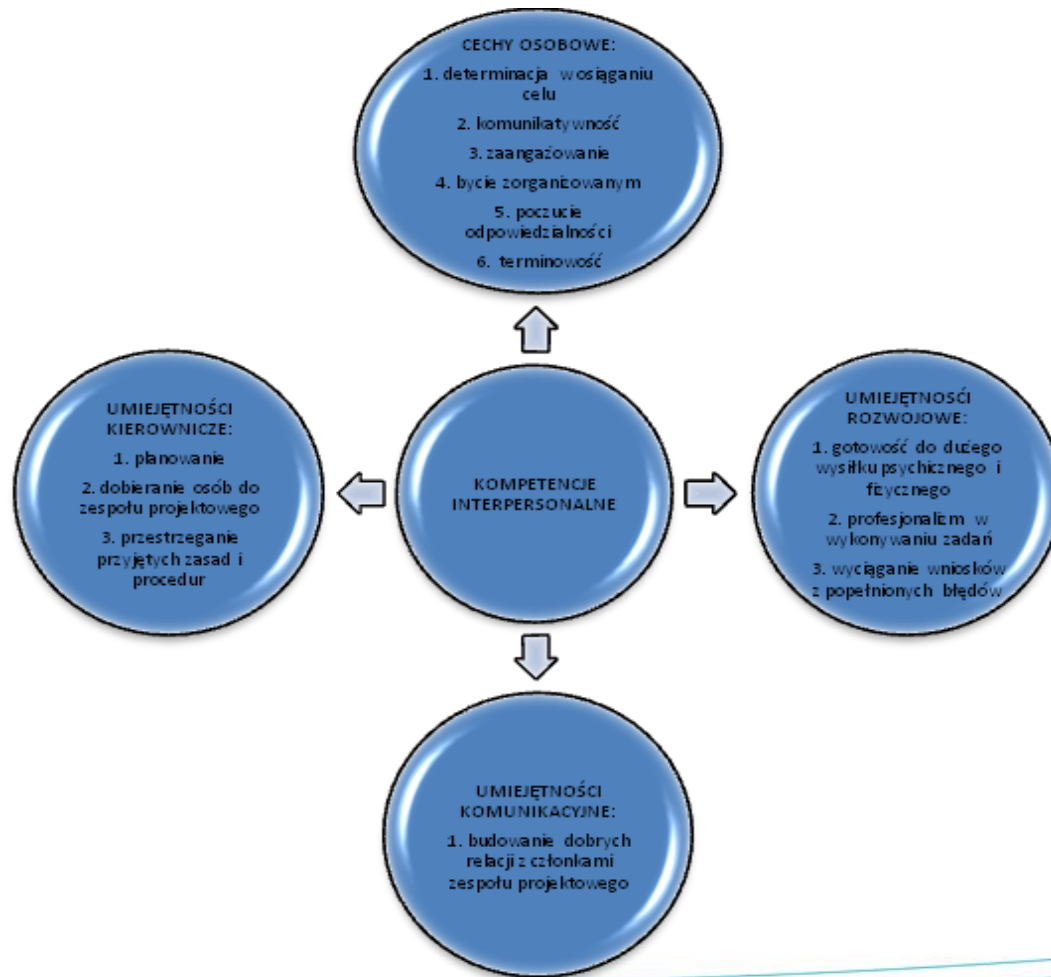 CECHY OSOBOWE:
1. determinacja w osiąganiu
celu
2. komunikatywność
3. zaangażowanie
4. bycie zorganizowanym
5. poczucie
odpowiedzialności
6. terminowość
UMIEJĘTNOŚCI
KIEROWNICZE:
1. planowanie
2. dobieranie osób do
zespołu projektowego
3. przestrzeganie
przyjętych zasad i
procedur
KOMPETENCJE
INTERPERSONALNE
UMIEJĘTNOSĆI
ROZWOJOWE:
1. gotowość do dużego
wysiłku psychicznego i
fizycznego
2. profesjonalizm w
wykonywaniu zadań
3. wyciąganie wniosków
z popełnionych błędów
UMIEJĘTNOŚCI
KOMUNIKACYJNE:
1. budowanie dobrych
relacji z członkami
zespołu projektowego